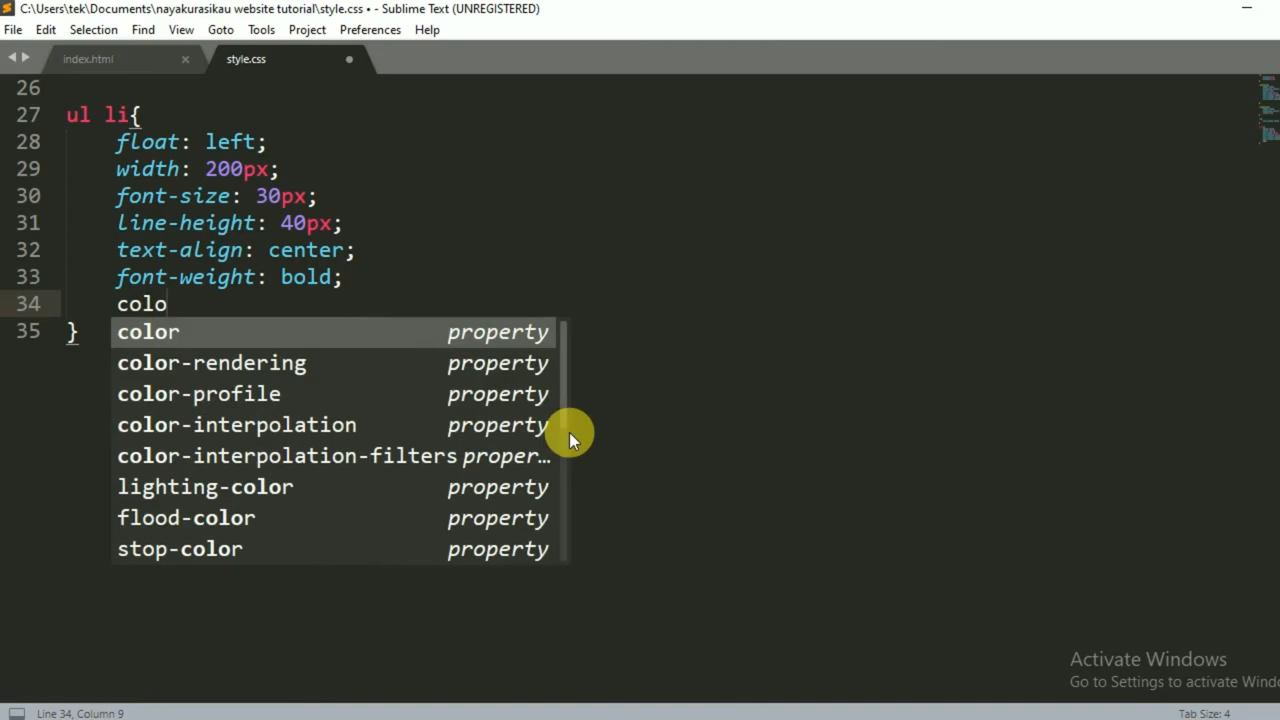 C:\Users\tek\Documents\nayakurasikau website tutorial\style.css • - Sublime Text (UNREGISTERED)
File Edit Selection Find View Goto Tools Project Preferences Help
index.html style.css
26
27 ul li{
28 float: left;
29 width: 200px;
30 font-size: 30px;
31 line-height: 40px;
32 text-align: center;
33 font-weight: bold;
34 colo
35 }
color property
color-rendering property
color-profile property
color-interpolation property
color-interpolation-filters proper...
lighting-color property
flood-color property
stop-color property
Activate Windows
Go to Settings to activate Wind
Line 34, Column 9 Tab Size: 4